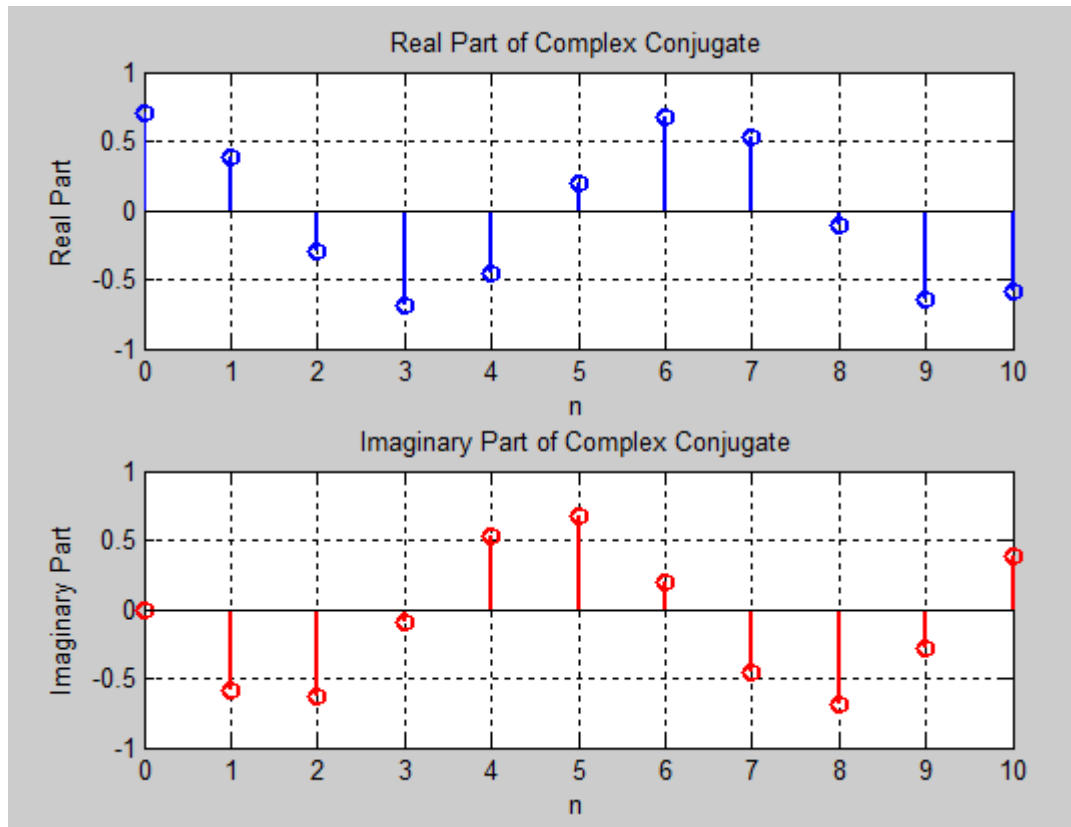 Real Part of Complex Conjugate
1
0.5
0
-0.5
-1
Real Part
0 1 2 3 4 5 6 7 8 9 10
n
Imaginary Part of Complex Conjugate
1
0.5
0
-0.5
-1
Imaginary Part
0 1 2 3 4 5 6 7 8 9 10
n